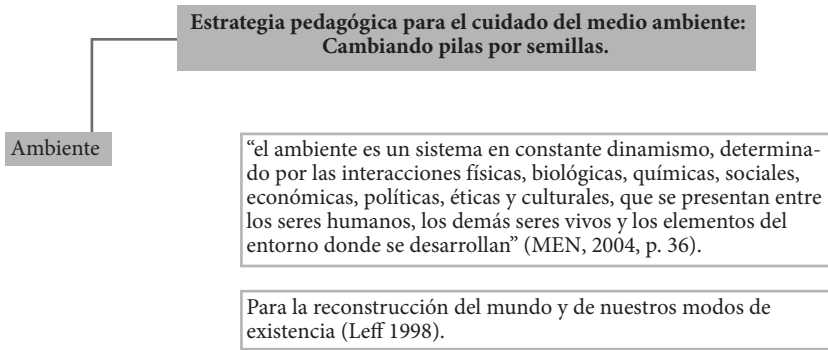 Estrategia pedagógica para el cuidado del medio ambiente:
Cambiando pilas por semillas.
Ambiente
“el ambiente es un sistema en constante dinamismo, determina-
do por las interacciones físicas, biológicas, químicas, sociales,
económicas, políticas, éticas y culturales, que se presentan entre
los seres humanos, los demás seres vivos y los elementos del
entorno donde se desarrollan” (MEN, 2004, p. 36).
Para la reconstrucción del mundo y de nuestros modos de
existencia (Leff 1998).